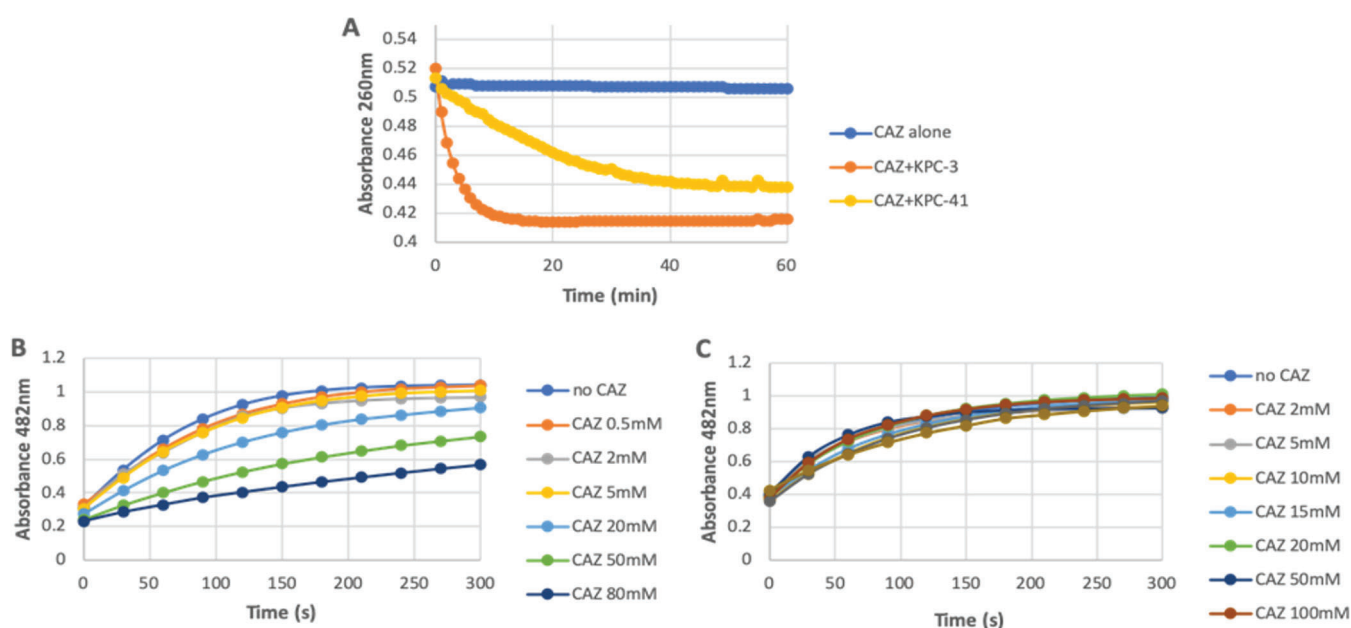 A
Absorbance 260nm
0.54
0.52
0.5
0.48
0.46
0.44
0.42
0.4
0
20
40
60
Time (min)
CAZ alone
CAZ+KPC-3
CAZ+KPC-41
B
Absorbance 482nm
1.2
1
0.8
0.6
0.4
0.2
0
0
50
100
150
200
250
300
Time (s)
no CAZ
CAZ 0.5mM
CAZ 2mM
CAZ 5mM
CAZ 20mM
CAZ 50mM
CAZ 80mM
C
Absorbance 482nm
1.2
1
0.8
0.6
0.4
0.2
0
0
50
100
150
200
250
300
Time (s)
no CAZ
CAZ 2mM
CAZ 5mM
CAZ 10mM
CAZ 15mM
CAZ 20mM
CAZ 50mM
CAZ 100mM